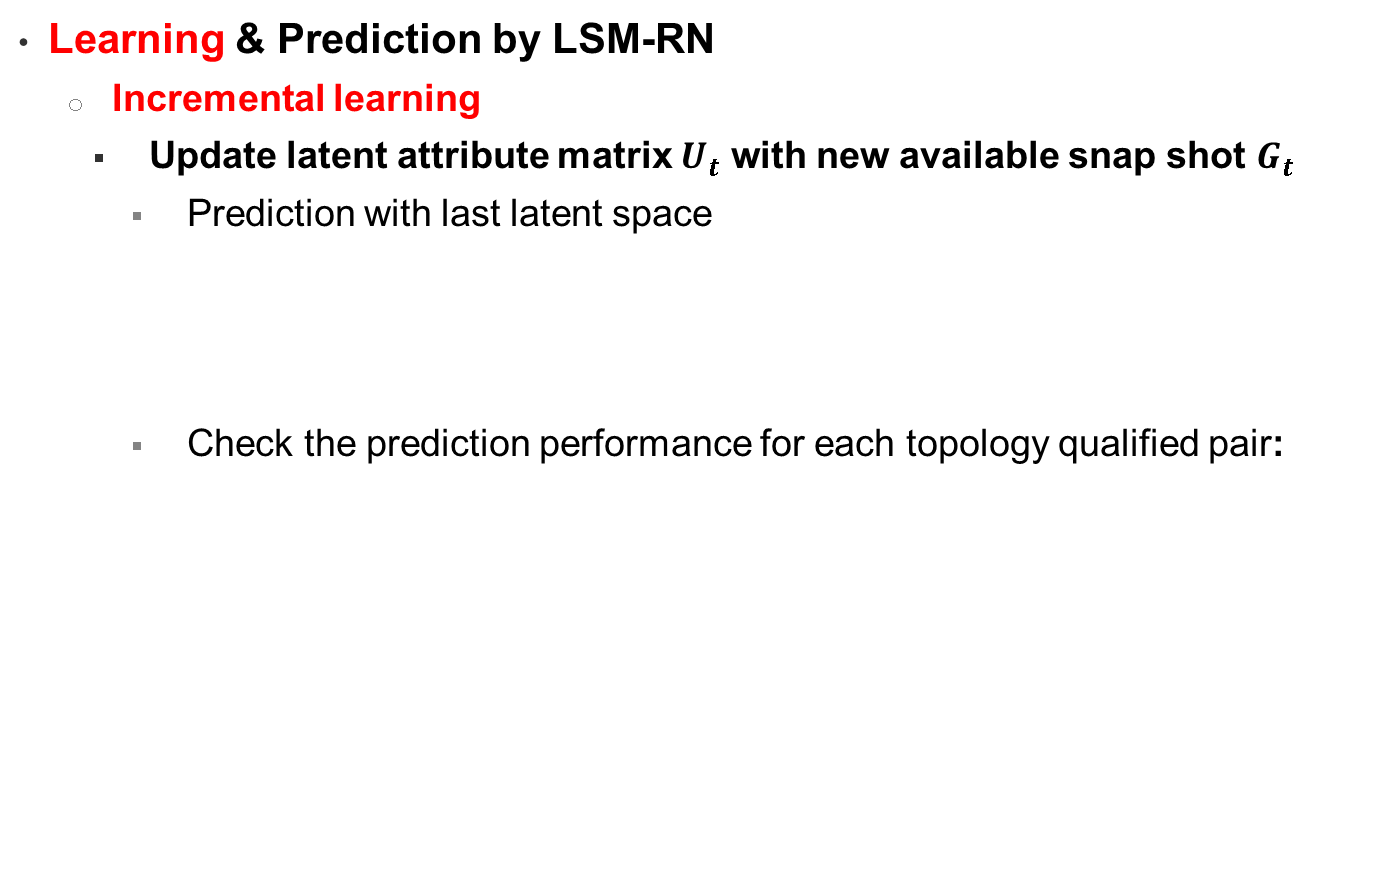 • Learning & Prediction by LSM-RN
○ Incremental learning
▪ Update latent attribute matrix U_t with new available snap shot G_t
▪ Prediction with last latent space
▪ Check the prediction performance for each topology qualified pair: